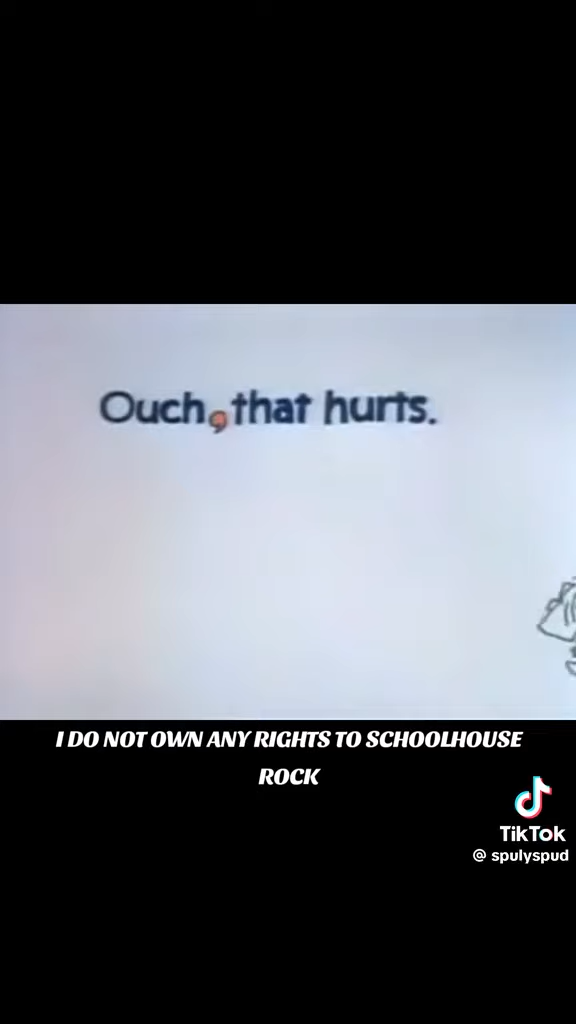 Ouch, that hurts.
I DO NOT OWN ANY RIGHTS TO SCHOOLHOUSE
ROCK
TikTok
@ spulyspud